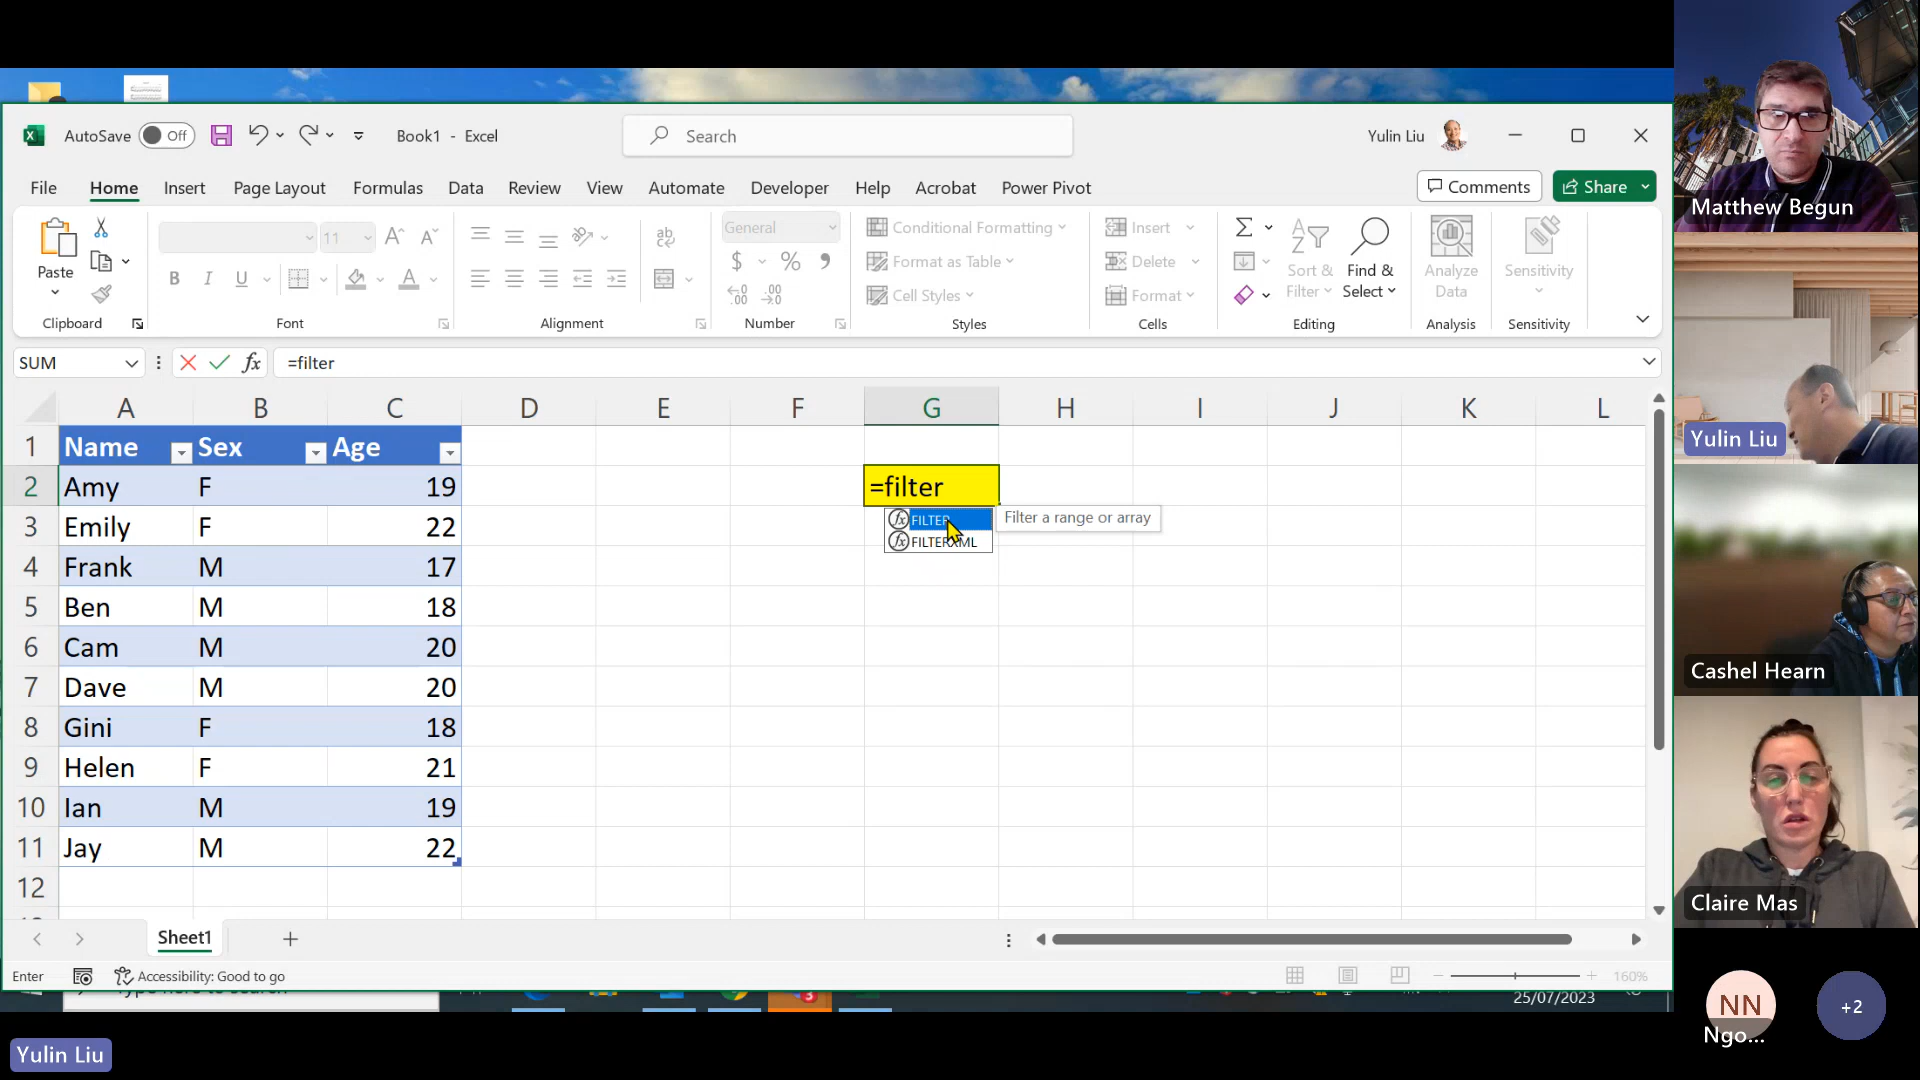 AutoSave Off Book1 - Excel Search Yulin Liu
File Home Insert Page Layout Formulas Data Review View Automate Developer Help Acrobat Power Pivot Comments Share
Paste
Clipboard
11
B I U A
Font
ab
Alignment
General
$ % ,
Number
Conditional Formatting
Format as Table
Cell Styles
Styles
Insert
Delete
Format
Cells
Sort & Filter
Find & Select
Editing
Analyze Data
Analysis
Sensitivity
Sensitivity
SUM fx =filter
A B C D E F G H I J K L
1 Name Sex Age
2 Amy F 19 =filter
FILTER Filter a range or array
FILTERXML
3 Emily F 22
4 Frank M 17
5 Ben M 18
6 Cam M 20
7 Dave M 20
8 Gini F 18
9 Helen F 21
10 Ian M 19
11 Jay M 22
12
Sheet1
Enter Accessibility: Good to go 160%
3 25/07/2023
Matthew Begun
Yulin Liu
Cashel Hearn
Claire Mas
NN
Ngo...
+2
Yulin Liu